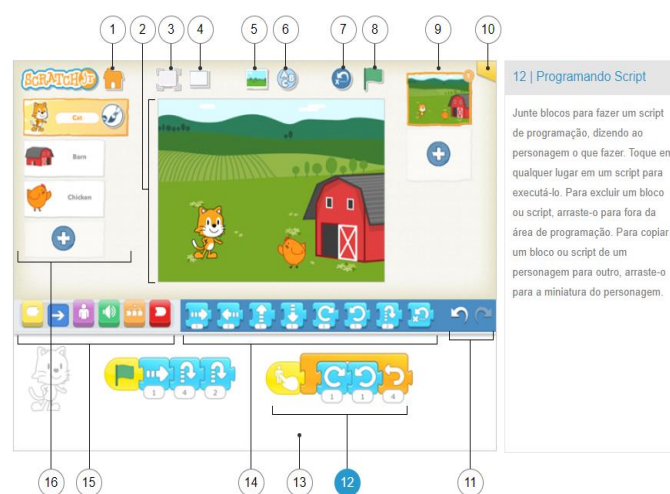 1 2 3 4 5 6 7 8 9 10
SCRATCHJr
Cat
Barn
Chicken
1
12 | Programando Script
Junte blocos para fazer um script
de programação, dizendo ao
personagem o que fazer. Toque em
qualquer lugar em um script para
executá-lo. Para excluir um bloco
ou script, arraste-o para fora da
área de programação. Para copiar
um bloco ou script de um
personagem para outro, arraste-o
para a miniatura do personagem.
1 4 2
1 1 4
16 15 14 13 12 11